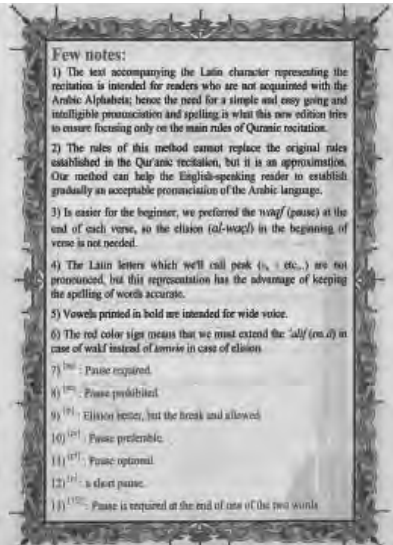 Few notes:
1) The text accompanying the Latin character representing the
recitation is intended for readers who are not acquainted with the
Arabic Alphabets; hence the need for a simple and easy going and
intelligible pronunciation and spelling is what this new edition tries
to ensure focusing only on the main rules of Quranic recitation.
2) The rules of this method cannot replace the original rules
established in the Qur'anic recitation, but it is an approximation.
Our method can help the English-speaking reader to establish
gradually an acceptable pronunciation of the Arabic language.
3) Is easier for the beginner, we preferred the waqf (pause) at the
end of each verse, so the elision (al-waçl) in the beginning of
verse is not needed.
4) The Latin letters which we'll call peak ( etc...) are not
pronounced, but this representation has the advantage of keeping
the spelling of words accurate.
5) Vowels printed in bold are intended for wide voice.
6) The red color sign means that we must extend the 'alif (on â) in
case of wakf instead of tanwin in case of elision
7) : Pause required.
8) : Pause prohibited
9) : Elision better, but the break and allowed
10) : Pause preferable.
11) : Pause optional.
12) : a short pause.
13) : Pause is required at the end of one of the two words